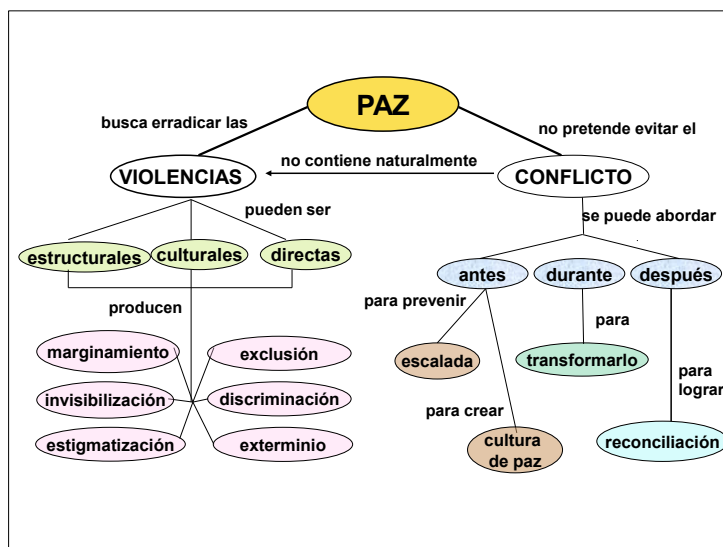 PAZ
busca erradicar las
no pretende evitar el
no contiene naturalmente
VIOLENCIAS
CONFLICTO
pueden ser
se puede abordar
estructurales
culturales
directas
antes
durante
después
producen
para prevenir
para
marginamiento
exclusión
escalada
transformarlo
para
lograr
invisibilización
discriminación
para crear
estigmatización
exterminio
cultura
de paz
reconciliación